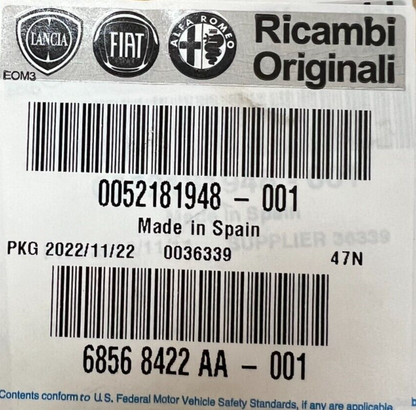 LANCIA FIAT ALFA ROMEO Ricambi
Originali
EOM3
0052181948 - 001
Made in Spain
PKG 2022/11/22 0036339 47N
6856 8422 AA - 001
Contents conform to U.S. Federal Motor Vehicle Safety Standards, if any are applicable